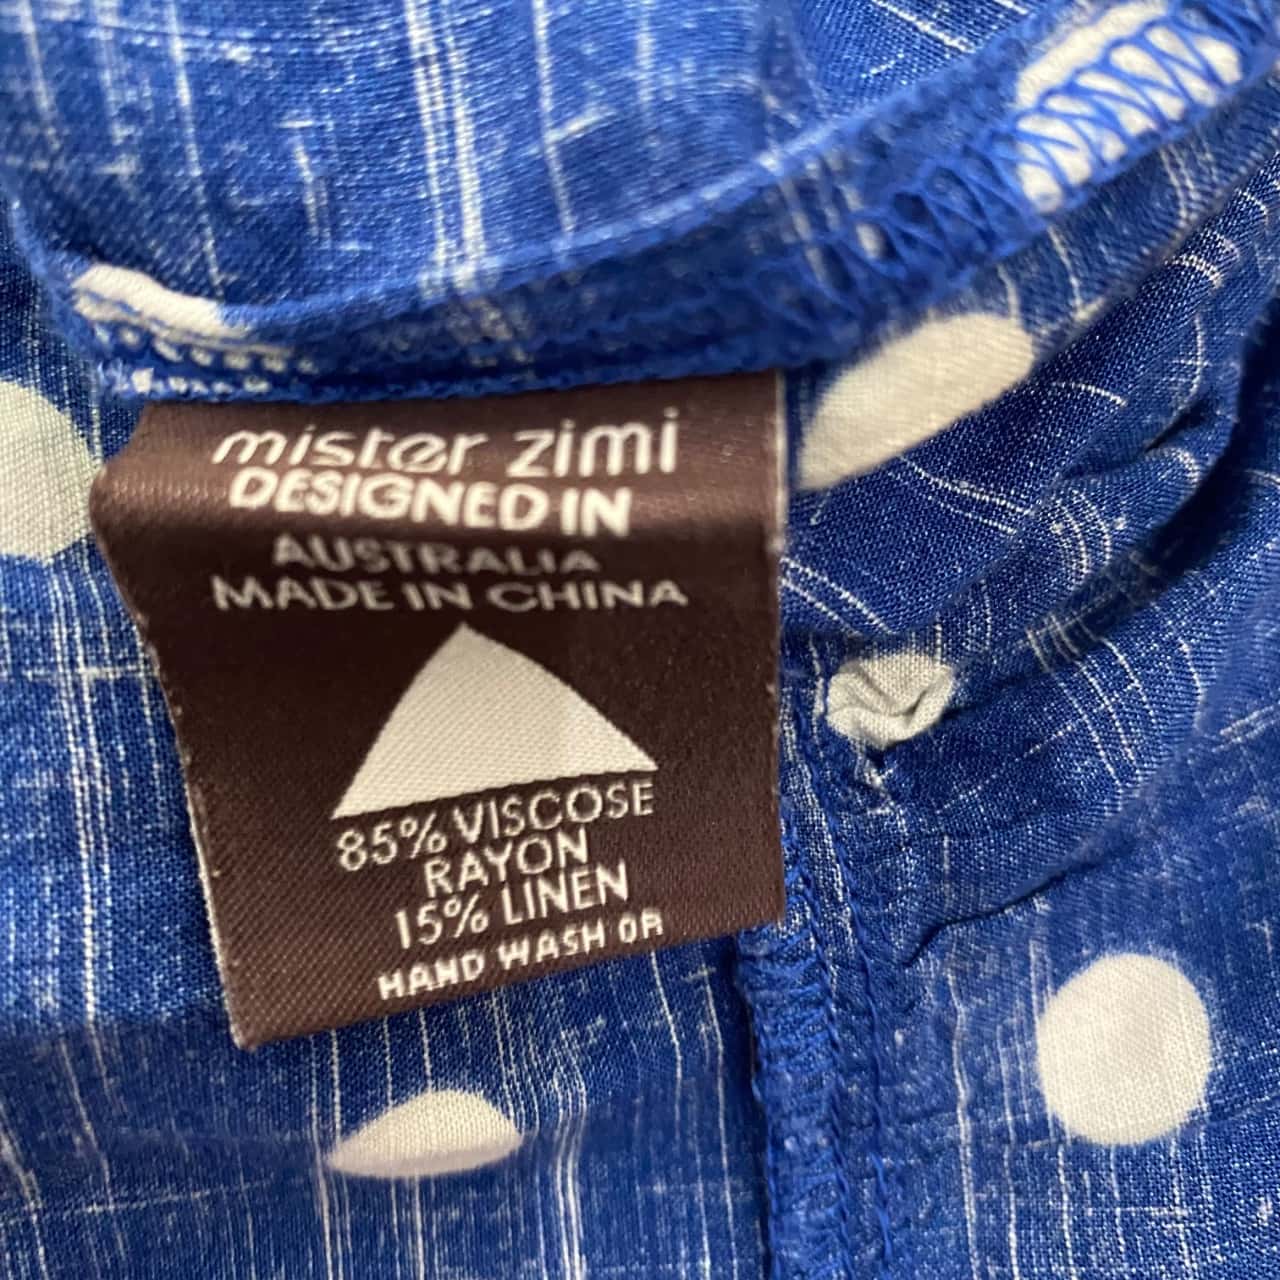 mister zimi
DESIGNED IN
AUSTRALIA
MADE IN CHINA
85% VISCOSE
RAYON
15% LINEN
HAND WASH OR